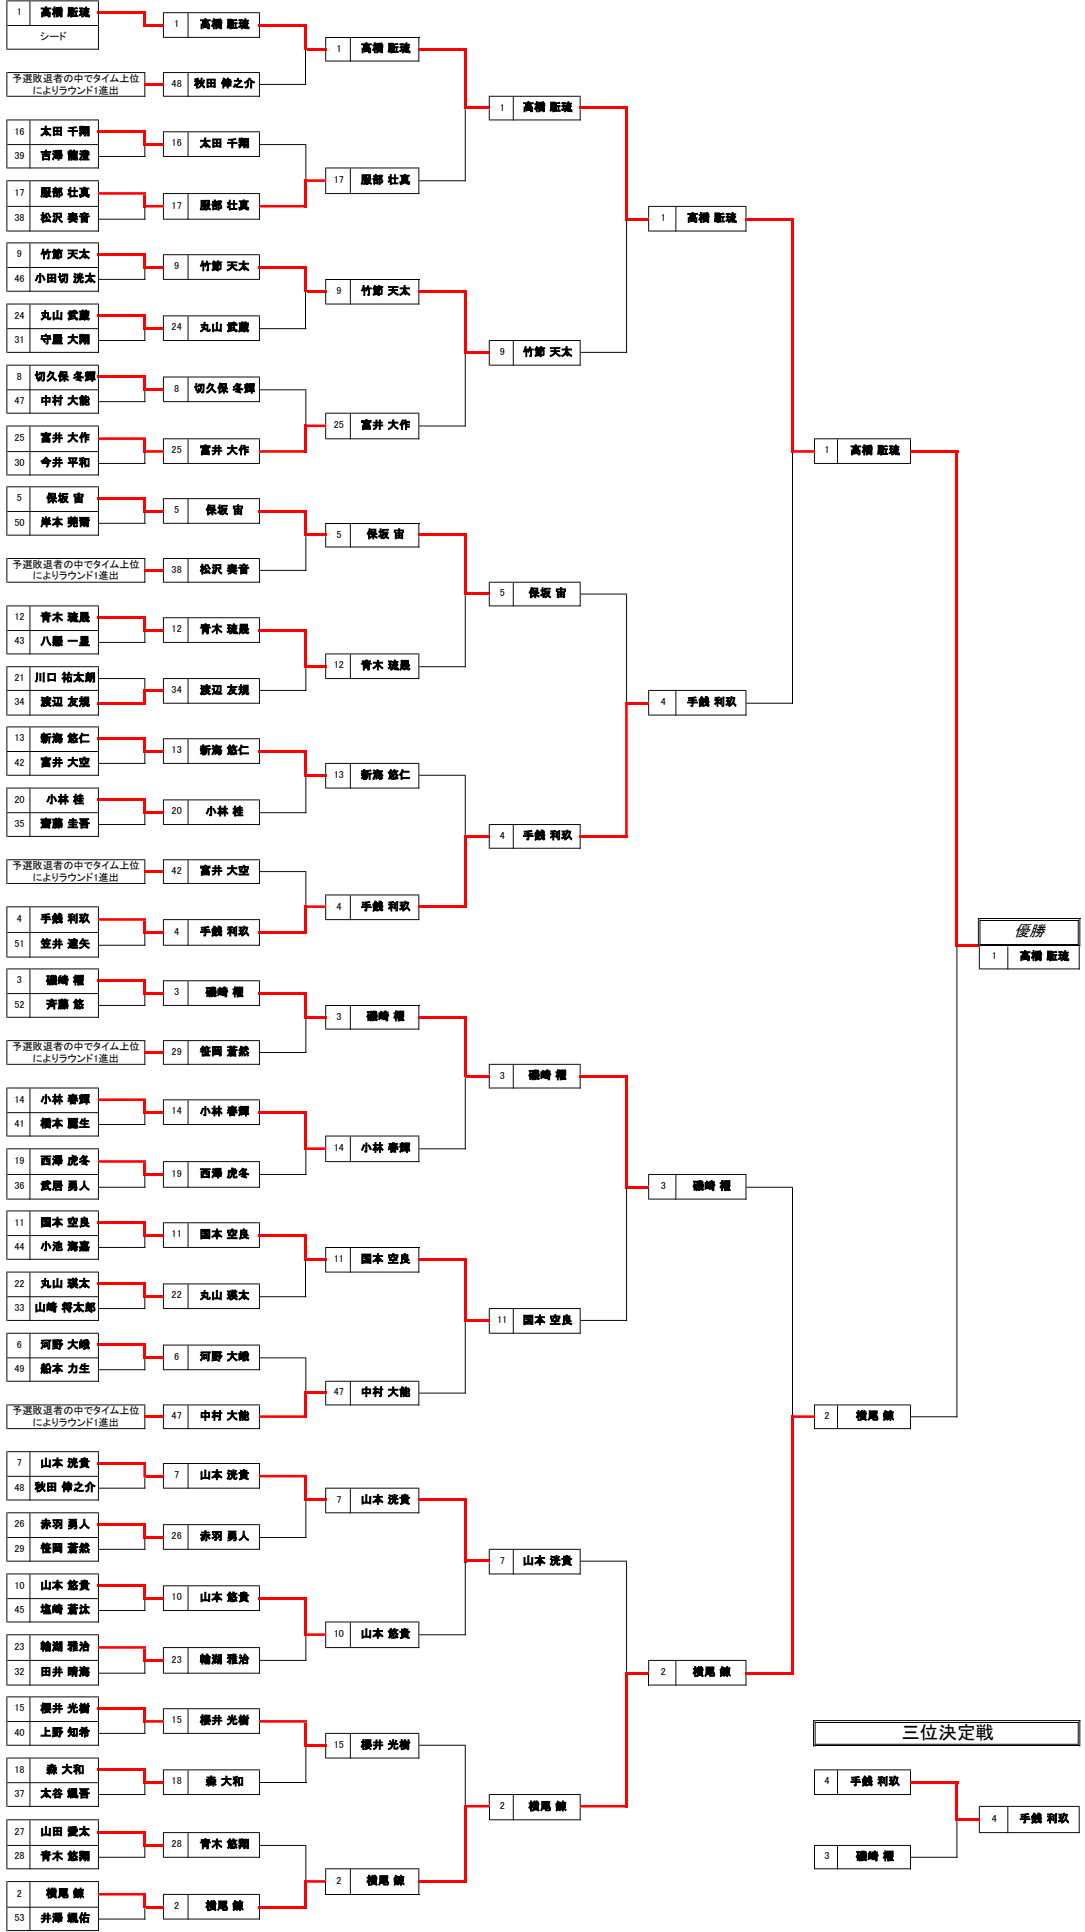 1 高橋 駈琉
シード
予選敗退者の中でタイム上位
によりラウンド1進出
16 太田 千翔
39 吉澤 龍澄
17 服部 壮真
38 松沢 奏音
9 竹節 天太
46 小田切 洸太
24 丸山 武蔵
31 守屋 大翔
8 切久保 冬輝
47 中村 大能
25 富井 大作
30 今井 平和
5 保坂 宙
50 岸本 莞爾
予選敗退者の中でタイム上位
によりラウンド1進出
12 青木 琉晟
43 八懸 一星
21 川口 祐太朗
34 渡辺 友規
13 新海 悠仁
42 富井 大空
20 小林 桂
35 齋藤 圭吾
予選敗退者の中でタイム上位
によりラウンド1進出
4 手銭 利玖
51 笠井 達矢
3 磯崎 櫂
52 斉藤 悠
予選敗退者の中でタイム上位
によりラウンド1進出
14 小林 春輝
41 橋本 麗生
19 西澤 虎冬
36 武居 勇人
11 国本 空良
44 小池 海嘉
22 丸山 瑛太
33 山崎 将太郎
6 河野 大峨
49 船本 力生
予選敗退者の中でタイム上位
によりラウンド1進出
7 山本 洸貴
48 秋田 伸之介
26 赤羽 勇人
29 笹岡 蒼然
10 山本 悠貴
45 塩崎 蒼汰
23 輪湖 雅治
32 田井 晴海
15 櫻井 光樹
40 上野 知希
18 森 大和
37 太谷 颯吾
27 山田 愛太
28 青木 悠翔
2 横尾 錬
53 井澤 颯佑
1 高橋 駈琉
48 秋田 伸之介
16 太田 千翔
17 服部 壮真
9 竹節 天太
24 丸山 武蔵
8 切久保 冬輝
25 富井 大作
5 保坂 宙
38 松沢 奏音
12 青木 琉晟
34 渡辺 友規
13 新海 悠仁
20 小林 桂
42 富井 大空
4 手銭 利玖
3 磯崎 櫂
29 笹岡 蒼然
14 小林 春輝
19 西澤 虎冬
11 国本 空良
22 丸山 瑛太
6 河野 大峨
47 中村 大能
7 山本 洸貴
26 赤羽 勇人
10 山本 悠貴
23 輪湖 雅治
15 櫻井 光樹
18 森 大和
28 青木 悠翔
2 横尾 錬
1 高橋 駈琉
17 服部 壮真
9 竹節 天太
25 富井 大作
5 保坂 宙
12 青木 琉晟
13 新海 悠仁
4 手銭 利玖
3 磯崎 櫂
14 小林 春輝
11 国本 空良
47 中村 大能
7 山本 洸貴
10 山本 悠貴
15 櫻井 光樹
2 横尾 錬
1 高橋 駈琉
9 竹節 天太
5 保坂 宙
4 手銭 利玖
3 磯崎 櫂
11 国本 空良
7 山本 洸貴
2 横尾 錬
1 高橋 駈琉
4 手銭 利玖
3 磯崎 櫂
2 横尾 錬
1 高橋 駈琉
2 横尾 錬
優勝
1 高橋 駈琉
三位決定戦
4 手銭 利玖
3 磯崎 櫂
4 手銭 利玖